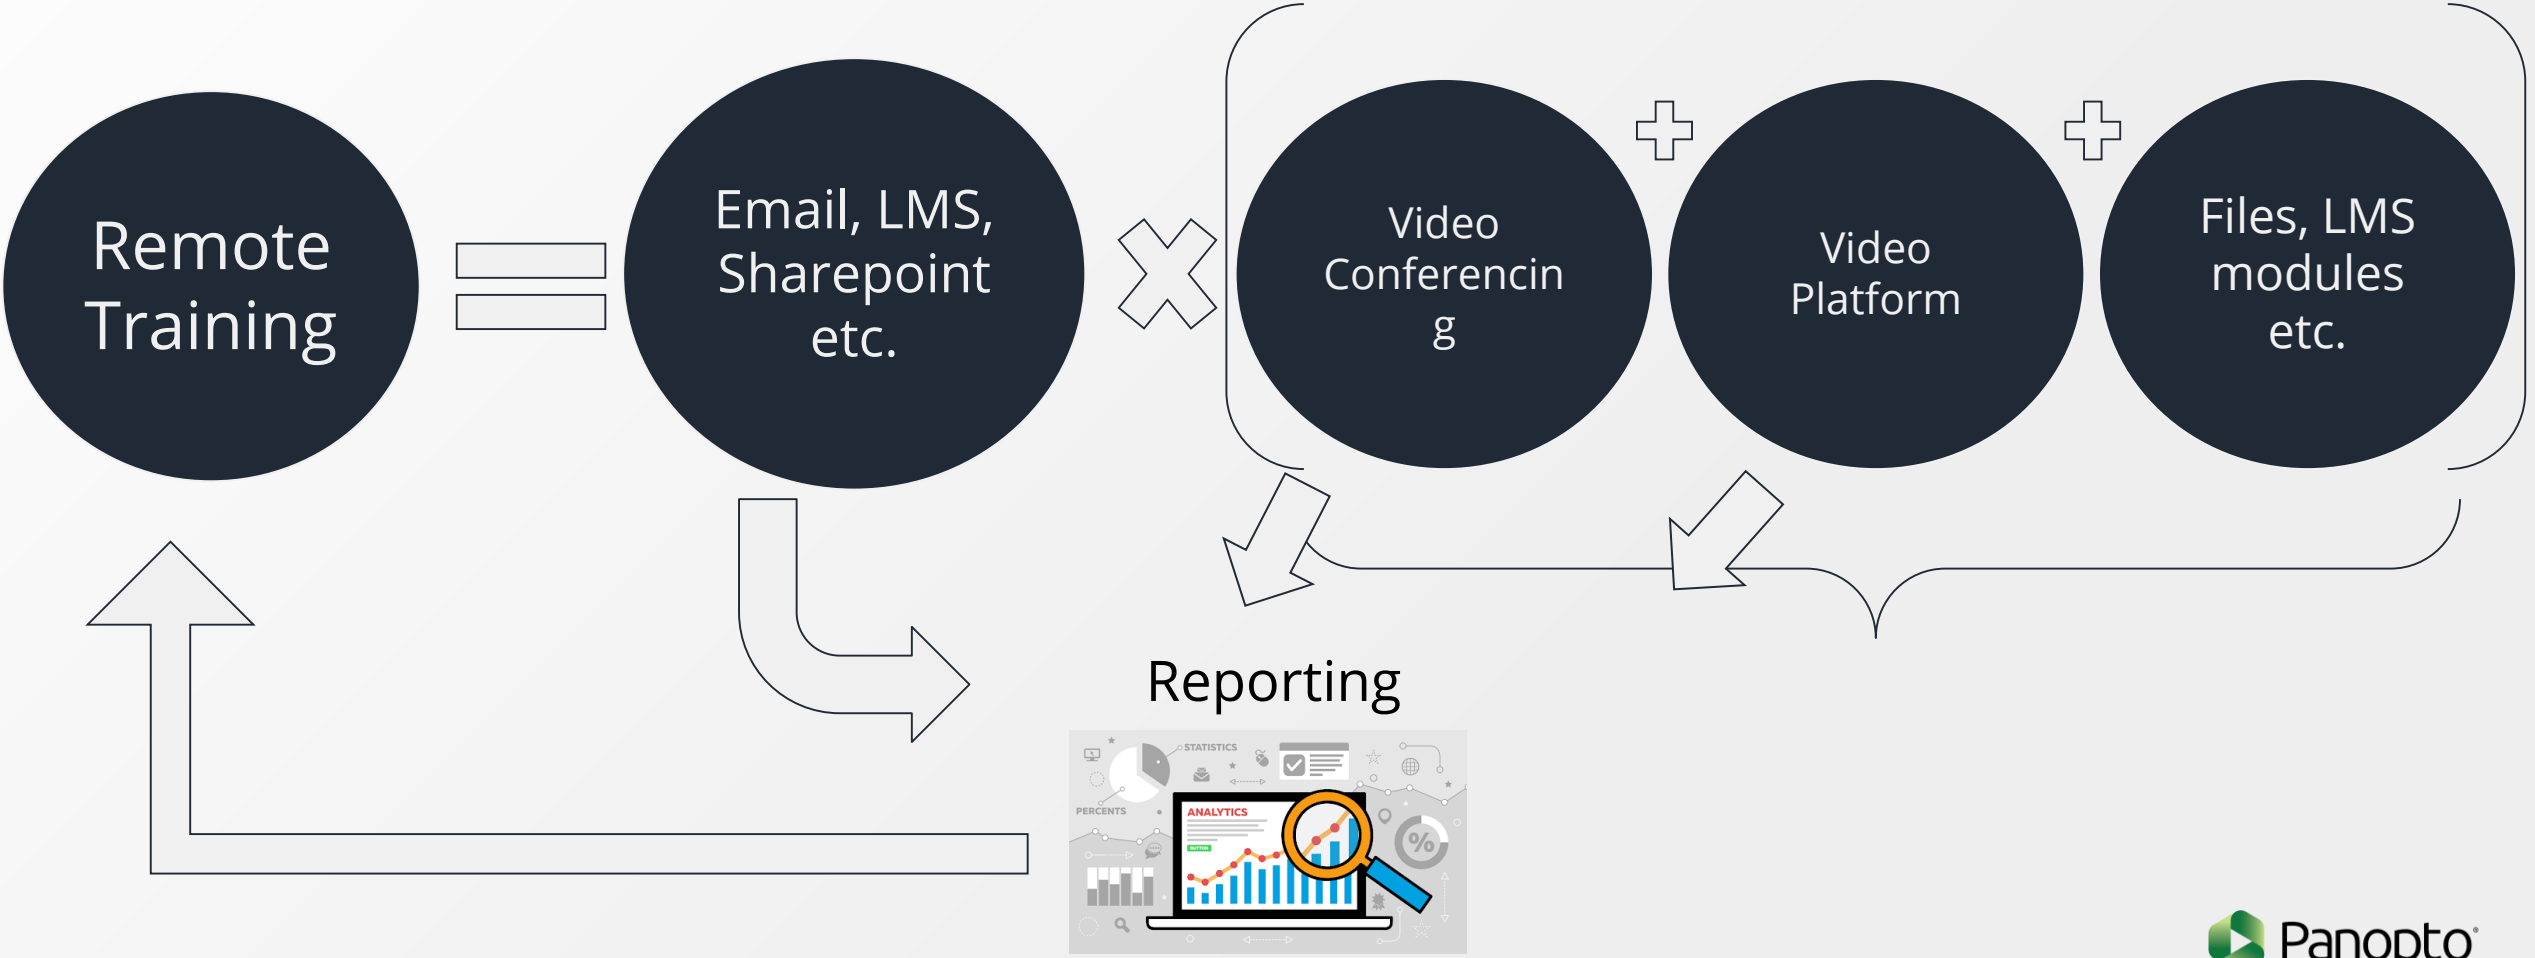 Remote
Training
Email, LMS,
Sharepoint
etc.
Video
Conferencin
g
Video
Platform
Files, LMS
modules
etc.
Reporting
STATISTICS
PERCENTS
ANALYTICS
BUTTON
%
Panopto